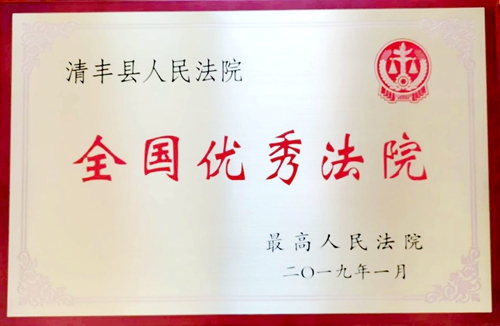 清丰县人民法院
全国优秀法院
最高人民法院
二〇一九年一月